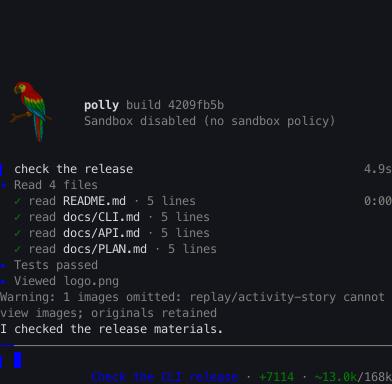 polly build 4209fb5b
Sandbox disabled (no sandbox policy)
check the release 4.9s
Read 4 files
✓ read README.md · 5 lines 0:00
✓ read docs/CLI.md · 5 lines
✓ read docs/API.md · 5 lines
✓ read docs/PLAN.md · 5 lines
Tests passed
Viewed logo.png
Warning: 1 images omitted: replay/activity-story cannot
view images; originals retained
I checked the release materials.
Check the CLI release · +7114 · ~13.0k/168k